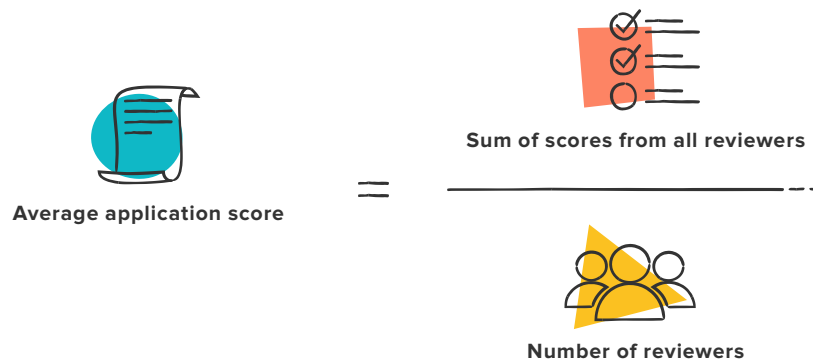 Average application score
=
Sum of scores from all reviewers
Number of reviewers